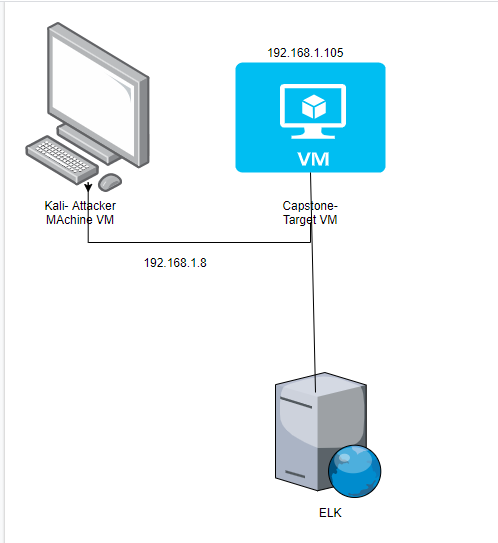 192.168.1.105
VM
Kali- Attacker
MAchine VM
Capstone-
Target VM
192.168.1.8
ELK